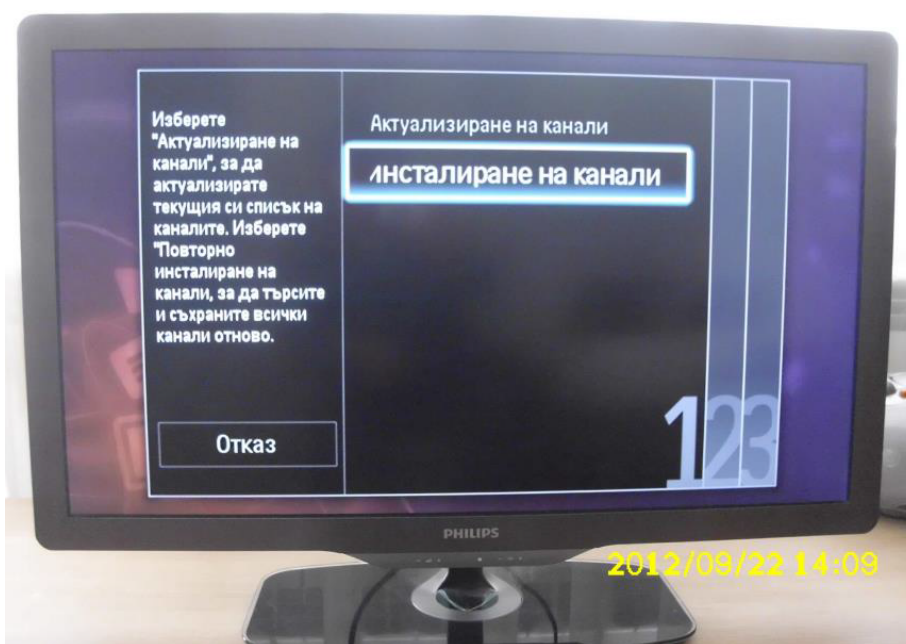 Изберете
"Актуализиране на
канали", за да
актуализирате
текущия си списък на
каналите. Изберете
"Повторно
инсталиране на
канали, за да търсите
и съхраните всички
канали отново.
Отказ
Актуализиране на канали
инсталиране на канали
123
PHILIPS
2012/09/22 14:09